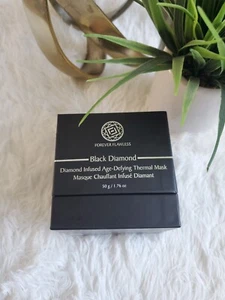 FOREVER FLAWLESS
Black Diamond
Diamond Infused Age-Defying Thermal Mask
Masque Chauffant Infusé Diamant
50 g / 1.76 oz